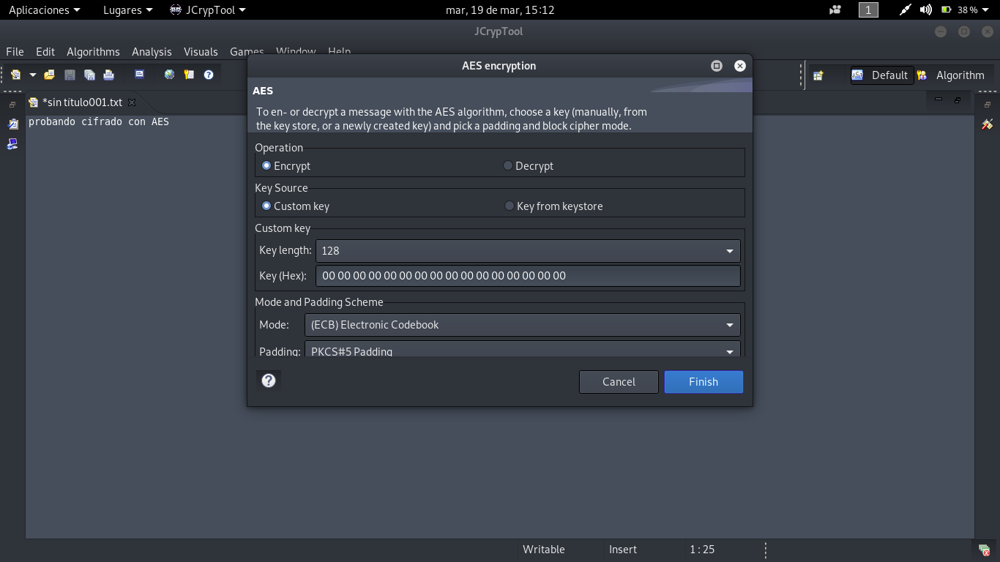 Aplicaciones Lugares JCrypTool mar, 19 de mar, 15:12 1 38 %
JCrypTool
File Edit Algorithms Analysis Visuals Games Window Help
AES encryption
Default Algorithm
*sin título001.txt
AES
probando cifrado con AES
To en- or decrypt a message with the AES algorithm, choose a key (manually, from
the key store, or a newly created key) and pick a padding and block cipher mode.
Operation
Encrypt Decrypt
Key Source
Custom key Key from keystore
Custom key
Key length: 128
Key (Hex): 00 00 00 00 00 00 00 00 00 00 00 00 00 00 00 00
Mode and Padding Scheme
Mode: (ECB) Electronic Codebook
Padding: PKCS#5 Padding
Cancel Finish
Writable Insert 1 : 25